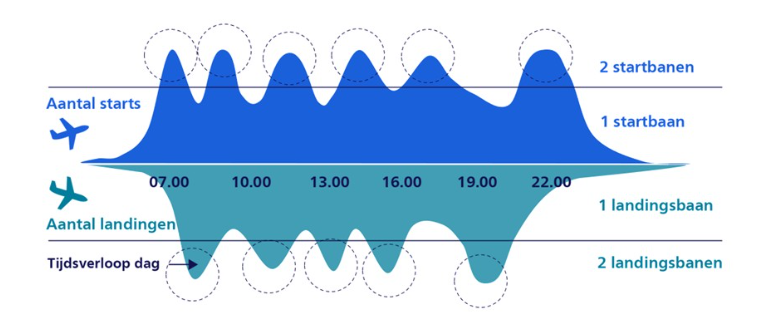 2 startbanen
Aantal starts
1 startbaan
07.00 10.00 13.00 16.00 19.00 22.00
1 landingsbaan
Aantal landingen
Tijdsverloop dag
2 landingsbanen